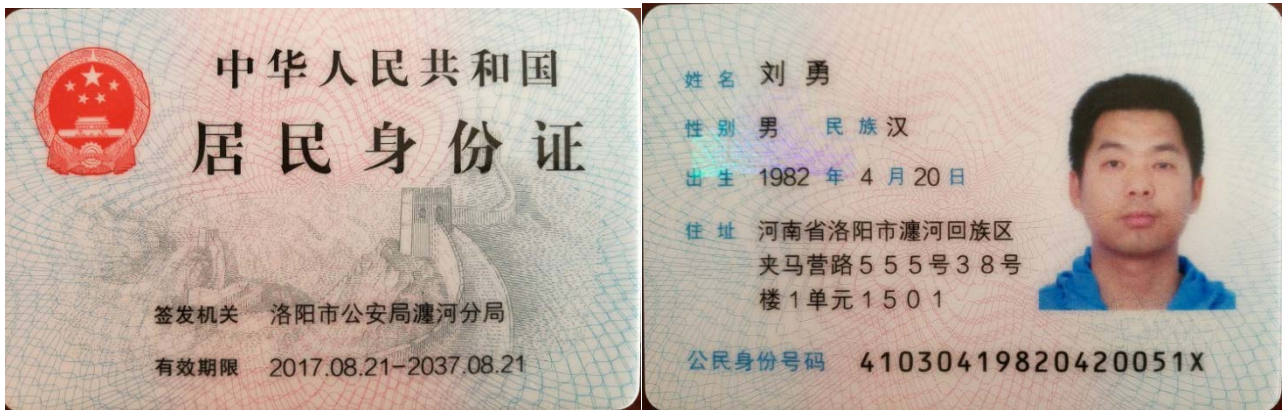 中华人民共和国
居民身份证
签发机关 洛阳市公安局瀍河分局
有效期限 2017.08.21-2037.08.21
姓名 刘勇
性别 男 民族 汉
出生 1982 年 4 月 20 日
住址 河南省洛阳市瀍河回族区
夹马营路555号38号
楼1单元1501
公民身份号码 41030419820420051X